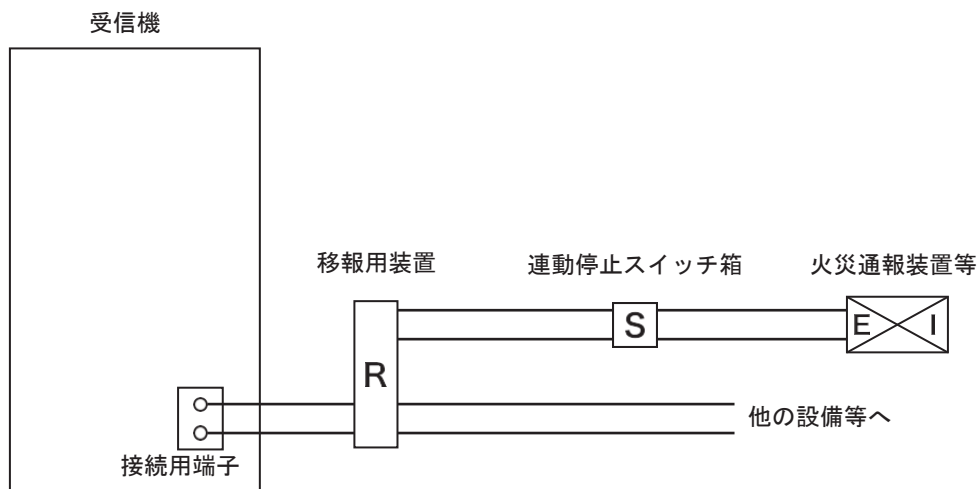 受信機
移報用装置
連動停止スイッチ箱
火災通報装置等
S
E I
R
他の設備等へ
接続用端子